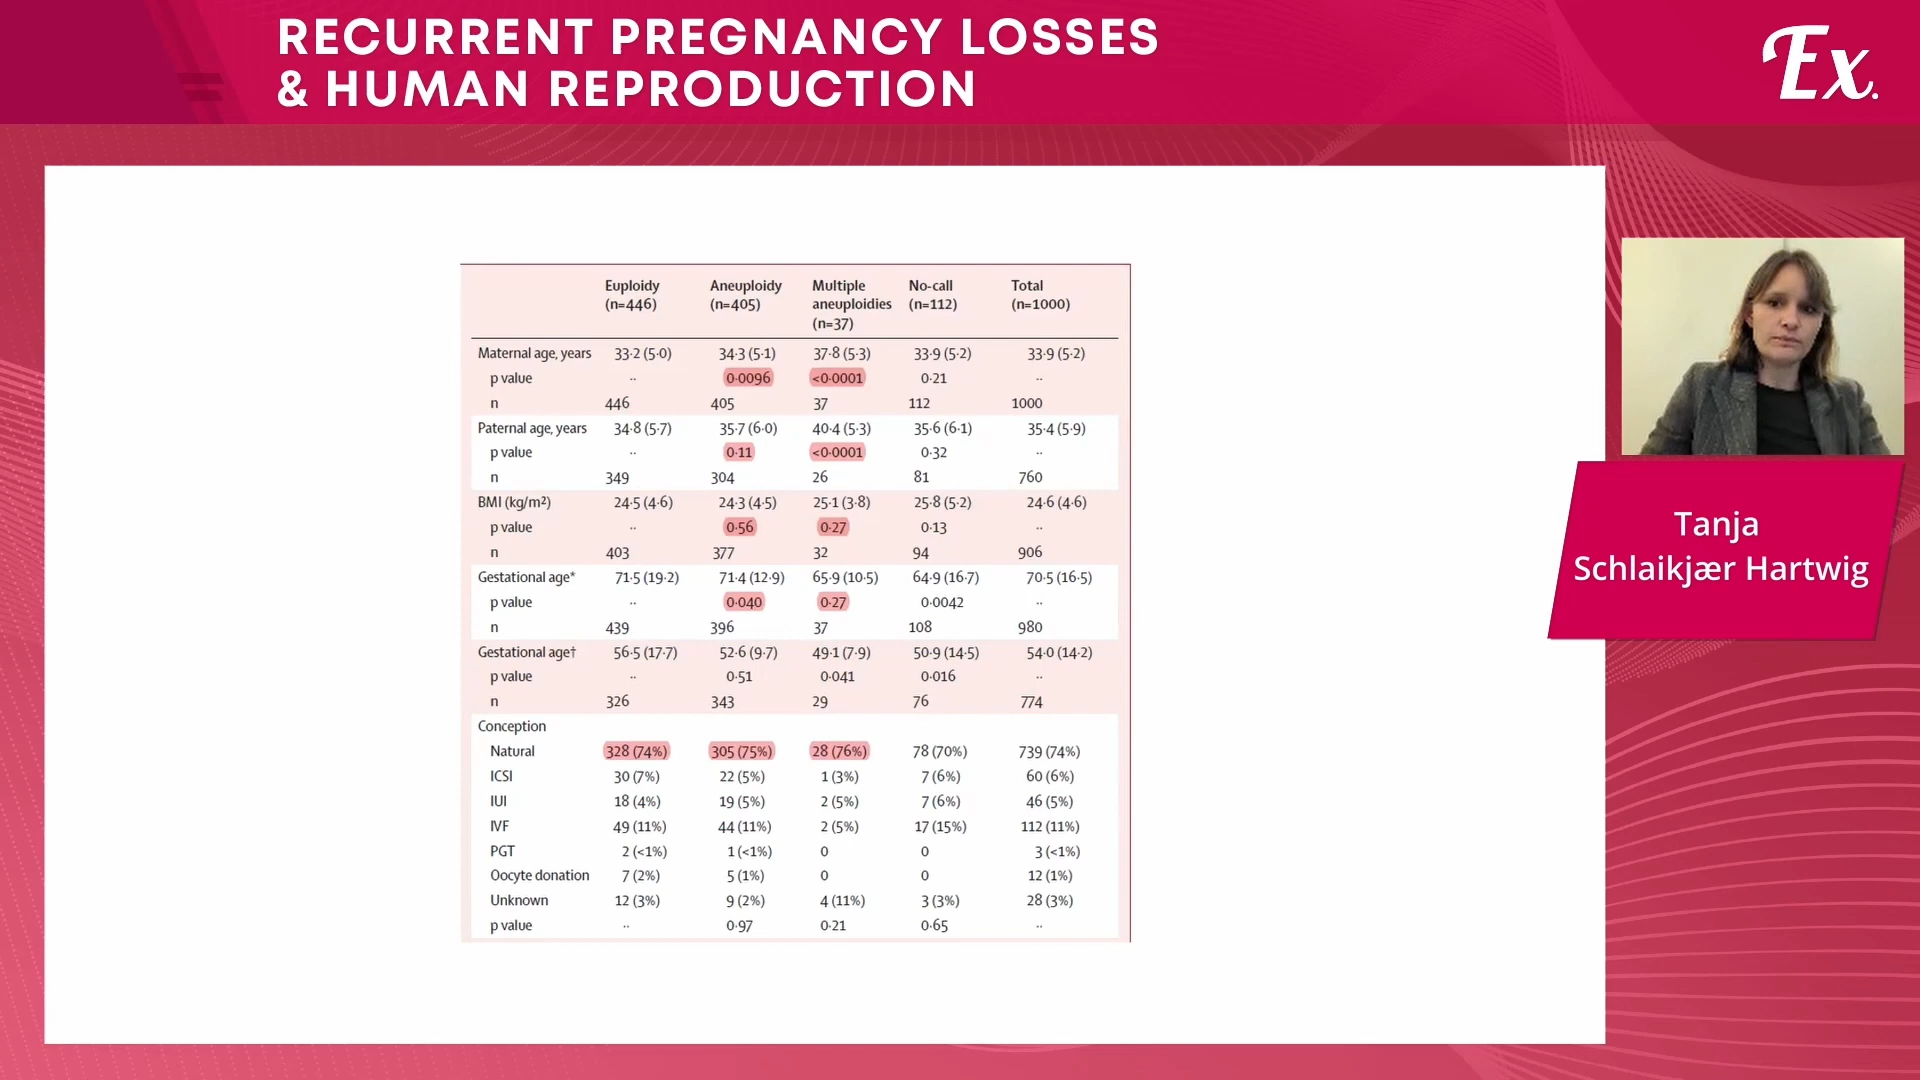 RECURRENT PREGNANCY LOSSES
& HUMAN REPRODUCTION
Ex.
Euploidy (n=446) Aneuploidy (n=405) Multiple aneuploidies (n=37) No-call (n=112) Total (n=1000)
Maternal age, years 33·2 (5·0) 34·3 (5·1) 37·8 (5·3) 33·9 (5·2) 33·9 (5·2)
p value ·· 0·0096 <0·0001 0·21 ··
n 446 405 37 112 1000
Paternal age, years 34·8 (5·7) 35·7 (6·0) 40·4 (5·3) 35·6 (6·1) 35·4 (5·9)
p value ·· 0·11 <0·0001 0·32 ··
n 349 304 26 81 760
BMI (kg/m²) 24·5 (4·6) 24·3 (4·5) 25·1 (3·8) 25·8 (5·2) 24·6 (4·6)
p value ·· 0·56 0·27 0·13 ··
n 403 377 32 94 906
Gestational age* 71·5 (19·2) 71·4 (12·9) 65·9 (10·5) 64·9 (16·7) 70·5 (16·5)
p value ·· 0·040 0·27 0·0042 ··
n 439 396 37 108 980
Gestational age† 56·5 (17·7) 52·6 (9·7) 49·1 (7·9) 50·9 (14·5) 54·0 (14·2)
p value ·· 0·51 0·041 0·016 ··
n 326 343 29 76 774
Conception
Natural 328 (74%) 305 (75%) 28 (76%) 78 (70%) 739 (74%)
ICSI 30 (7%) 22 (5%) 1 (3%) 7 (6%) 60 (6%)
IUI 18 (4%) 19 (5%) 2 (5%) 7 (6%) 46 (5%)
IVF 49 (11%) 44 (11%) 2 (5%) 17 (15%) 112 (11%)
PGT 2 (<1%) 1 (<1%) 0 0 3 (<1%)
Oocyte donation 7 (2%) 5 (1%) 0 0 12 (1%)
Unknown 12 (3%) 9 (2%) 4 (11%) 3 (3%) 28 (3%)
p value ·· 0·97 0·21 0·65 ··
Tanja
Schlaikjær Hartwig